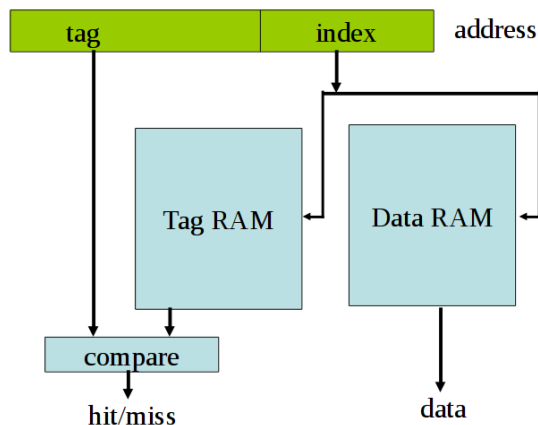 tag
index
address
Tag RAM
Data RAM
compare
hit/miss
data